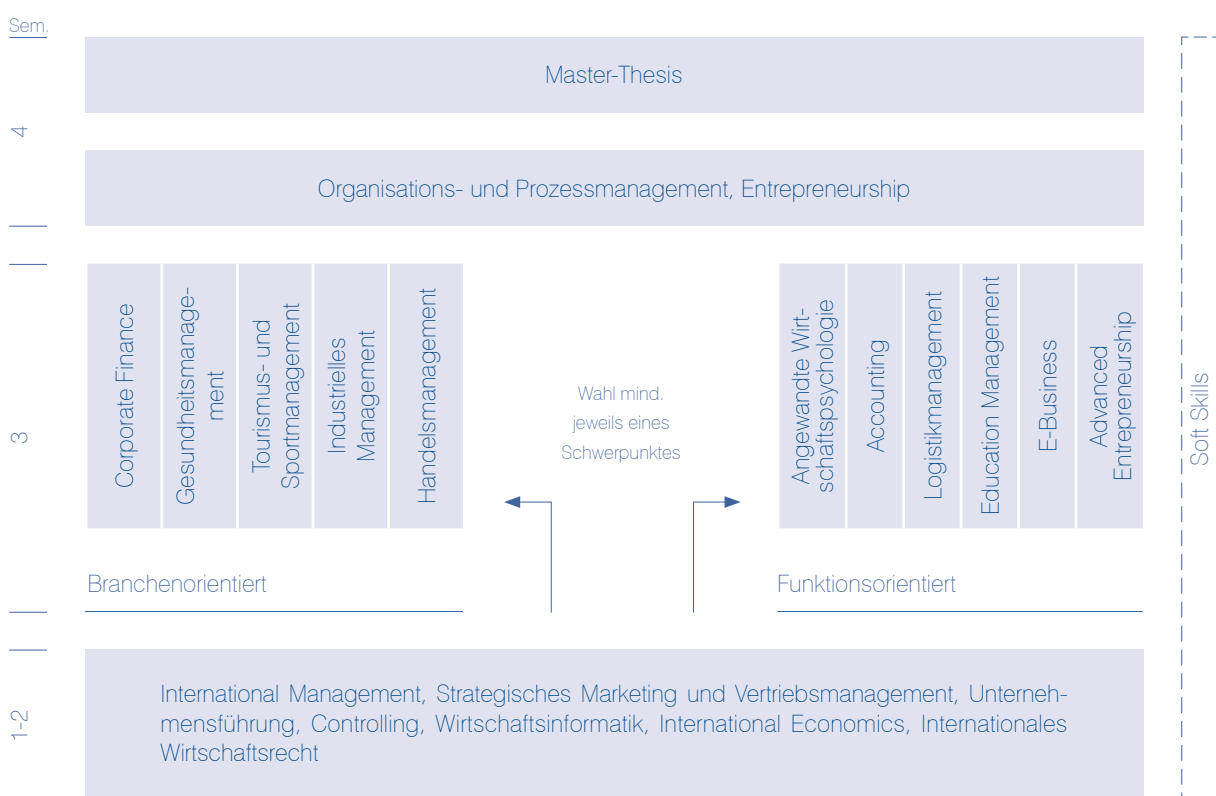 Sem.
Master-Thesis
4
Organisations- und Prozessmanagement, Entrepreneurship
3
Corporate Finance
Gesundheitsmanage-
ment
Tourismus- und
Sportmanagement
Industrielles
Management
Handelsmanagement
Wahl mind.
jeweils eines
Schwerpunktes
Angewandte Wirt-
schaftspsychologie
Accounting
Logistikmanagement
Education Management
E-Business
Advanced
Entrepreneurship
Soft Skills
Branchenorientiert
Funktionsorientiert
1-2
International Management, Strategisches Marketing und Vertriebsmanagement, Unterneh-
mensführung, Controlling, Wirtschaftsinformatik, International Economics, Internationales
Wirtschaftsrecht